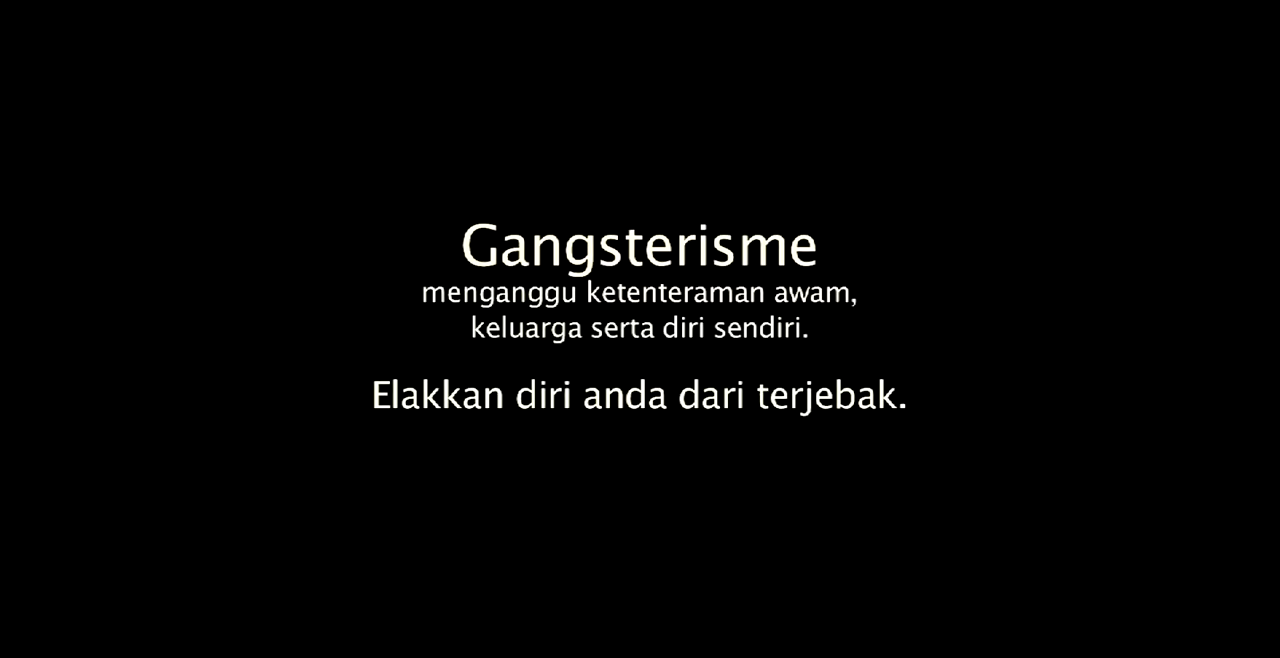 Gangsterisme
menganggu ketenteraman awam,
keluarga serta diri sendiri.
Elakkan diri anda dari terjebak.